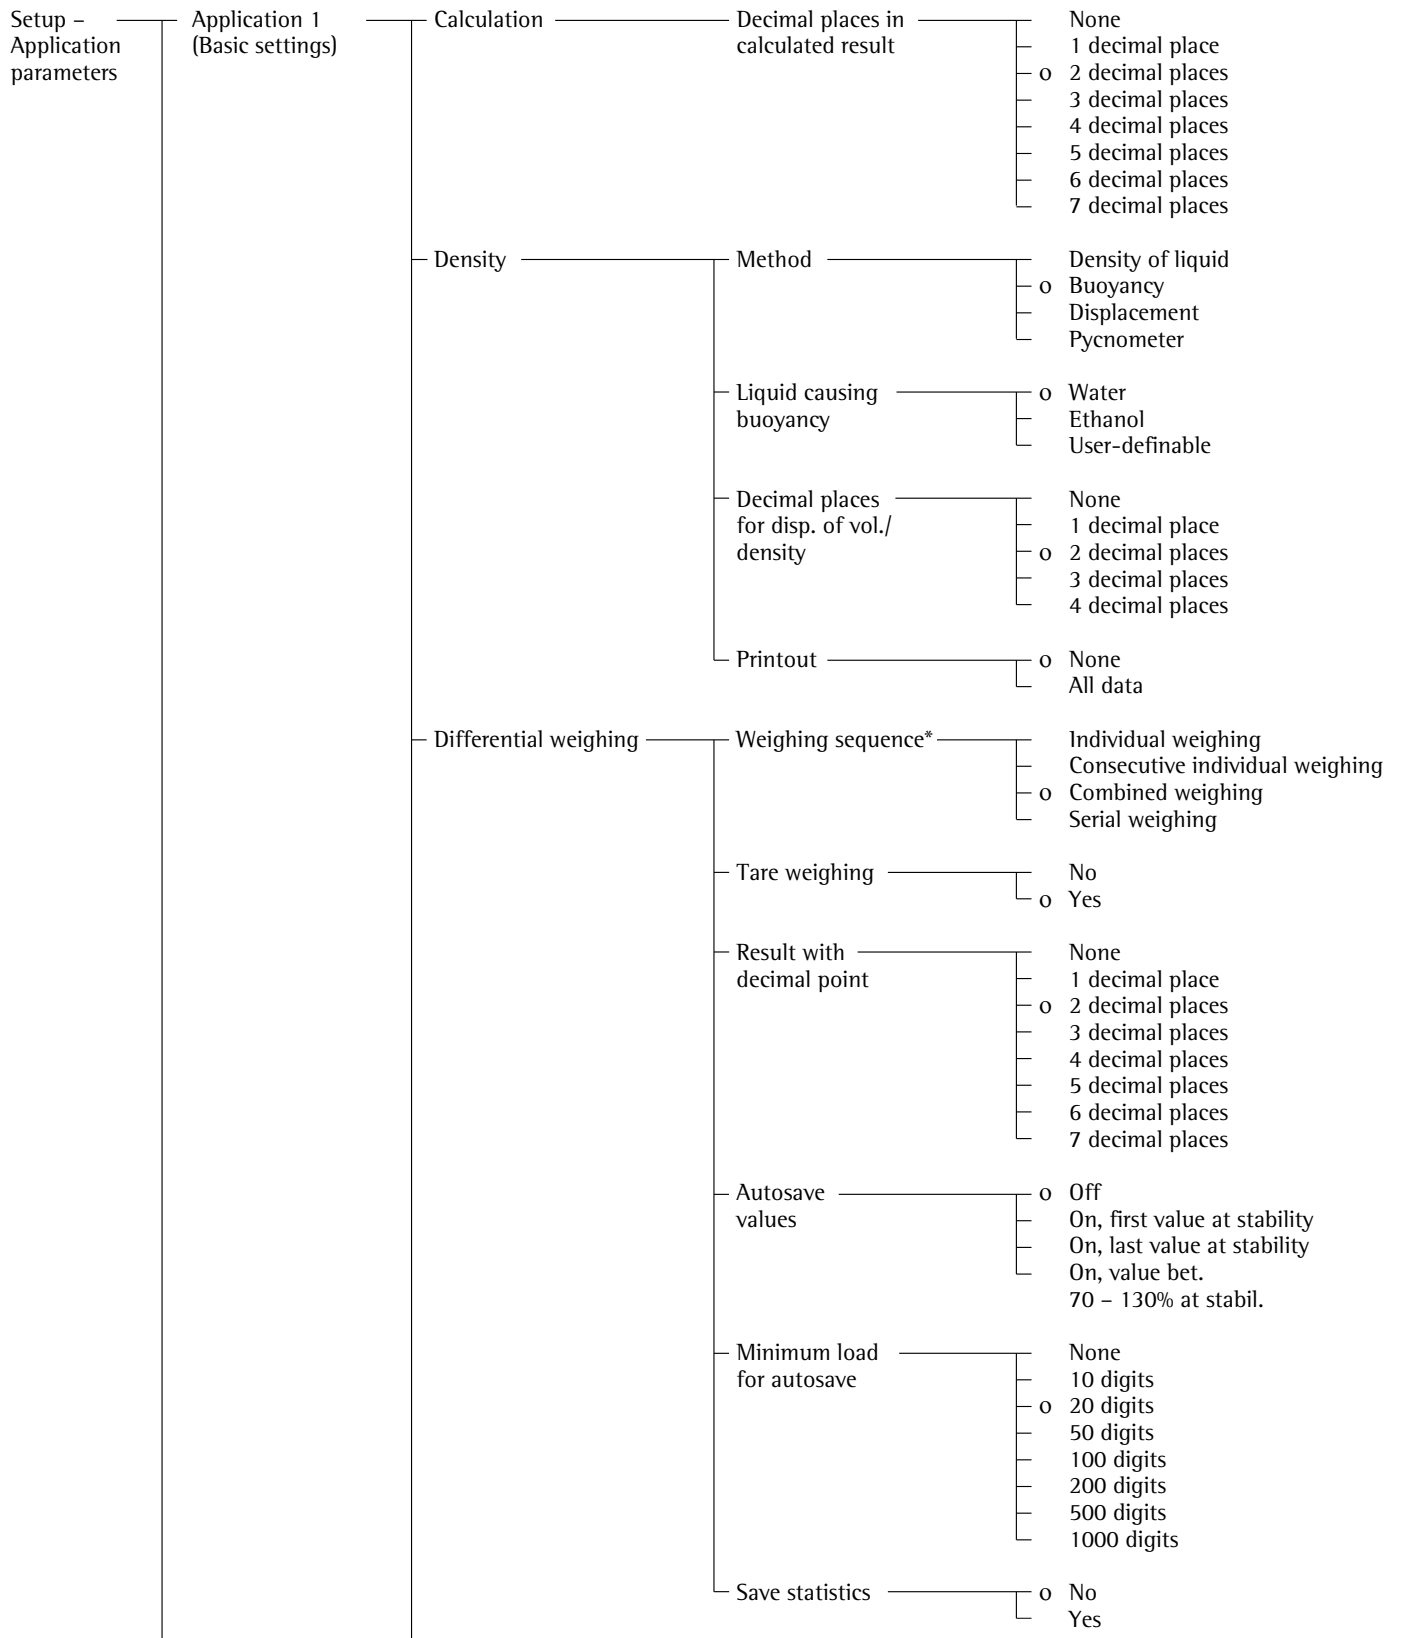 Setup –
Application
parameters
Application 1
(Basic settings)
Calculation
Decimal places in
calculated result
None
1 decimal place
o 2 decimal places
3 decimal places
4 decimal places
5 decimal places
6 decimal places
7 decimal places
Density
Method
Density of liquid
o Buoyancy
Displacement
Pycnometer
Liquid causing
buoyancy
o Water
Ethanol
User-definable
Decimal places
for disp. of vol./
density
None
1 decimal place
o 2 decimal places
3 decimal places
4 decimal places
Printout
o None
All data
Differential weighing
Weighing sequence*
Individual weighing
Consecutive individual weighing
o Combined weighing
Serial weighing
Tare weighing
No
o Yes
Result with
decimal point
None
1 decimal place
o 2 decimal places
3 decimal places
4 decimal places
5 decimal places
6 decimal places
7 decimal places
Autosave
values
o Off
On, first value at stability
On, last value at stability
On, value bet.
70 – 130% at stabil.
Minimum load
for autosave
None
10 digits
o 20 digits
50 digits
100 digits
200 digits
500 digits
1000 digits
Save statistics
o No
Yes